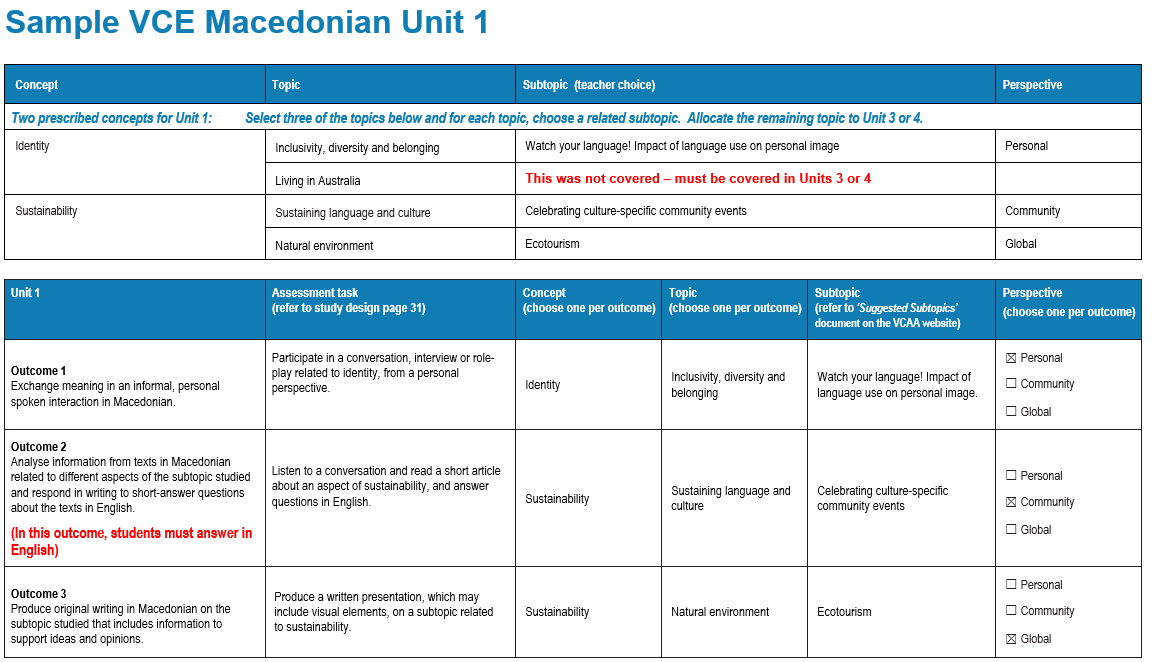 Sample VCE Macedonian Unit 1
Concept
Topic
Subtopic (teacher choice)
Perspective
Two prescribed concepts for Unit 1: Select three of the topics below and for each topic, choose a related subtopic. Allocate the remaining topic to Unit 3 or 4.
Identity
Inclusivity, diversity and belonging
Watch your language! Impact of language use on personal image
Personal
Living in Australia
This was not covered – must be covered in Units 3 or 4
Sustainability
Sustaining language and culture
Celebrating culture-specific community events
Community
Natural environment
Ecotourism
Global
Unit 1
Assessment task
(refer to study design page 31)
Concept
(choose one per outcome)
Topic
(choose one per outcome)
Subtopic
(refer to ‘Suggested Subtopics’
document on the VCAA website)
Perspective
(choose one per outcome)
Outcome 1
Exchange meaning in an informal, personal
spoken interaction in Macedonian.
Participate in a conversation, interview or role-
play related to identity, from a personal
perspective.
Identity
Inclusivity, diversity and
belonging
Watch your language! Impact of
language use on personal image.
☒ Personal
☐ Community
☐ Global
Outcome 2
Analyse information from texts in Macedonian
related to different aspects of the subtopic studied
and respond in writing to short-answer questions
about the texts in English.
(In this outcome, students must answer in
English)
Listen to a conversation and read a short article
about an aspect of sustainability, and answer
questions in English.
Sustainability
Sustaining language and
culture
Celebrating culture-specific
community events
☐ Personal
☒ Community
☐ Global
Outcome 3
Produce original writing in Macedonian on the
subtopic studied that includes information to
support ideas and opinions.
Produce a written presentation, which may
include visual elements, on a subtopic related
to sustainability.
Sustainability
Natural environment
Ecotourism
☐ Personal
☐ Community
☒ Global